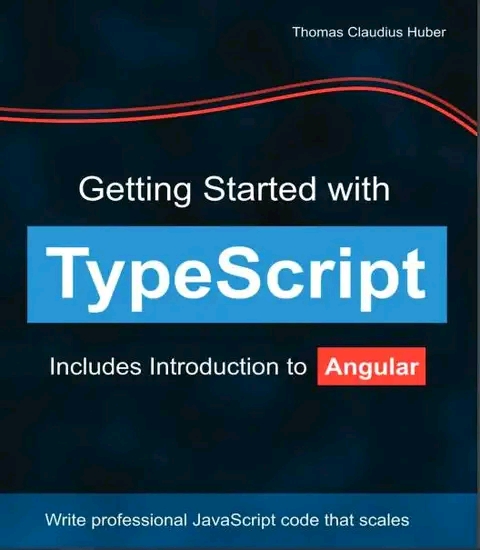 Thomas Claudius Huber
Getting Started with
TypeScript
Includes Introduction to Angular
Write professional JavaScript code that scales